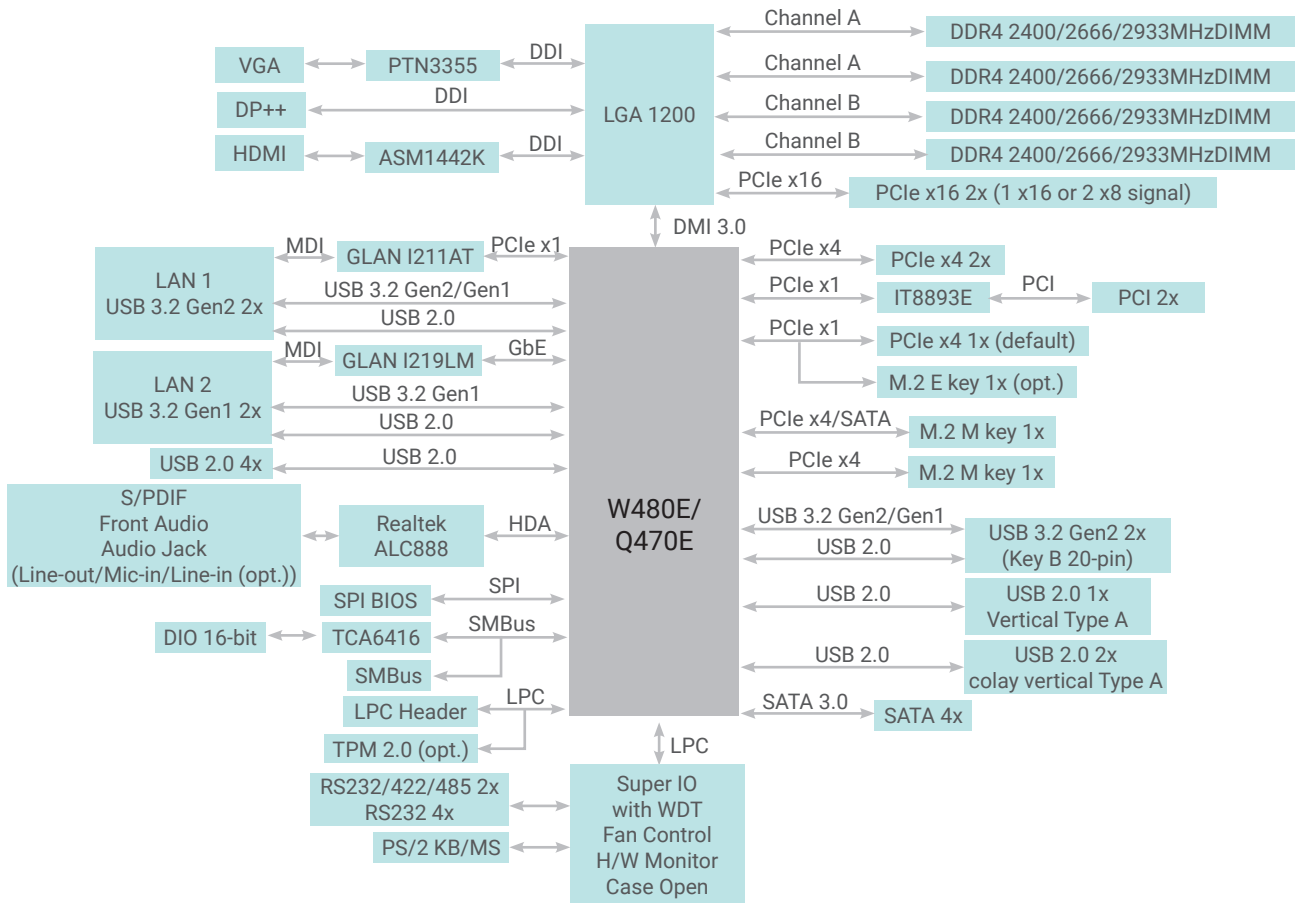 Channel A
DDR4 2400/2666/2933MHzDIMM
VGA
PTN3355
DDI
Channel A
DDR4 2400/2666/2933MHzDIMM
DP++
DDI
LGA 1200
Channel B
DDR4 2400/2666/2933MHzDIMM
HDMI
ASM1442K
DDI
Channel B
DDR4 2400/2666/2933MHzDIMM
PCIe x16
PCIe x16 2x (1 x16 or 2 x8 signal)
DMI 3.0
LAN 1
USB 3.2 Gen2 2x
MDI
GLAN I211AT
PCIe x1
USB 3.2 Gen2/Gen1
USB 2.0
LAN 2
USB 3.2 Gen1 2x
MDI
GLAN I219LM
GbE
USB 3.2 Gen1
USB 2.0
USB 2.0 4x
USB 2.0
S/PDIF
Front Audio
Audio Jack
(Line-out/Mic-in/Line-in (opt.))
Realtek
ALC888
HDA
SPI BIOS
SPI
DIO 16-bit
TCA6416
SMBus
SMBus
LPC Header
LPC
TPM 2.0 (opt.)
W480E/
Q470E
PCIe x4
PCIe x4 2x
PCIe x1
IT8893E
PCI
PCI 2x
PCIe x1
PCIe x4 1x (default)
M.2 E key 1x (opt.)
PCIe x4/SATA
M.2 M key 1x
PCIe x4
M.2 M key 1x
USB 3.2 Gen2/Gen1
USB 2.0
USB 3.2 Gen2 2x
(Key B 20-pin)
USB 2.0
USB 2.0 1x
Vertical Type A
USB 2.0
USB 2.0 2x
colay vertical Type A
SATA 3.0
SATA 4x
LPC
RS232/422/485 2x
RS232 4x
PS/2 KB/MS
Super IO
with WDT
Fan Control
H/W Monitor
Case Open